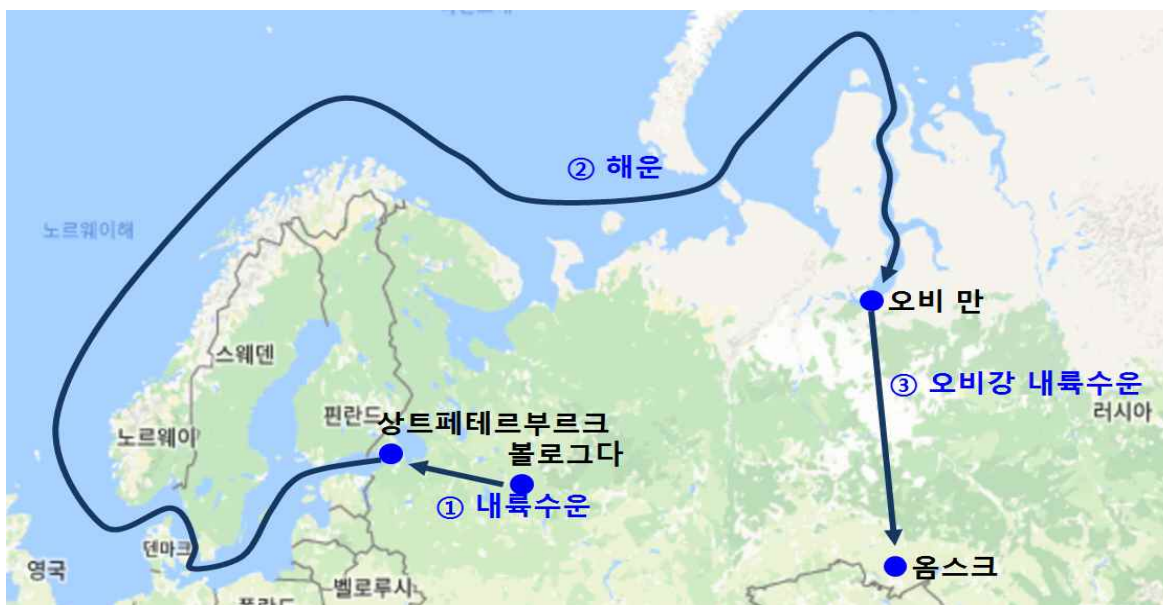 ② 해운
노르웨이해
오비 만
스웨덴
③ 오비강 내륙수운
러시아
핀란드
상트페테르부르크
노르웨이
볼로그다
① 내륙수운
덴마크
영국
옴스크
벨로루시